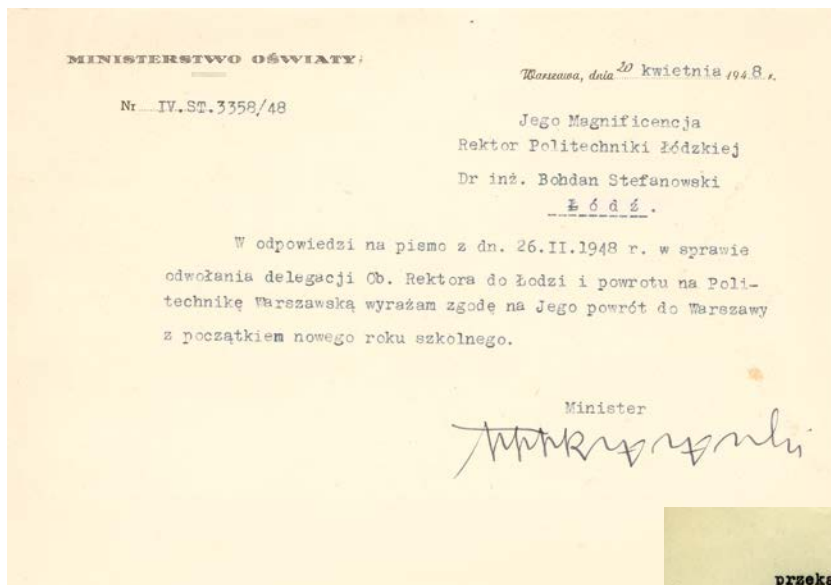 MINISTERSTWO OŚWIATY
Warszawa, dnia 20 kwietnia 1948 r.
Nr IV.ST.3358/48
Jego Magnificencja
Rektor Politechniki Łódzkiej
Dr inż. Bohdan Stefanowski
Ł ó d ź .
W odpowiedzi na pismo z dn. 26.II.1948 r. w sprawie
odwołania delegacji Ob. Rektora do Łodzi i powrotu na Poli-
technikę Warszawską wyrażam zgodę na Jego powrót do Warszawy
z początkiem nowego roku szkolnego.
Minister
przeka